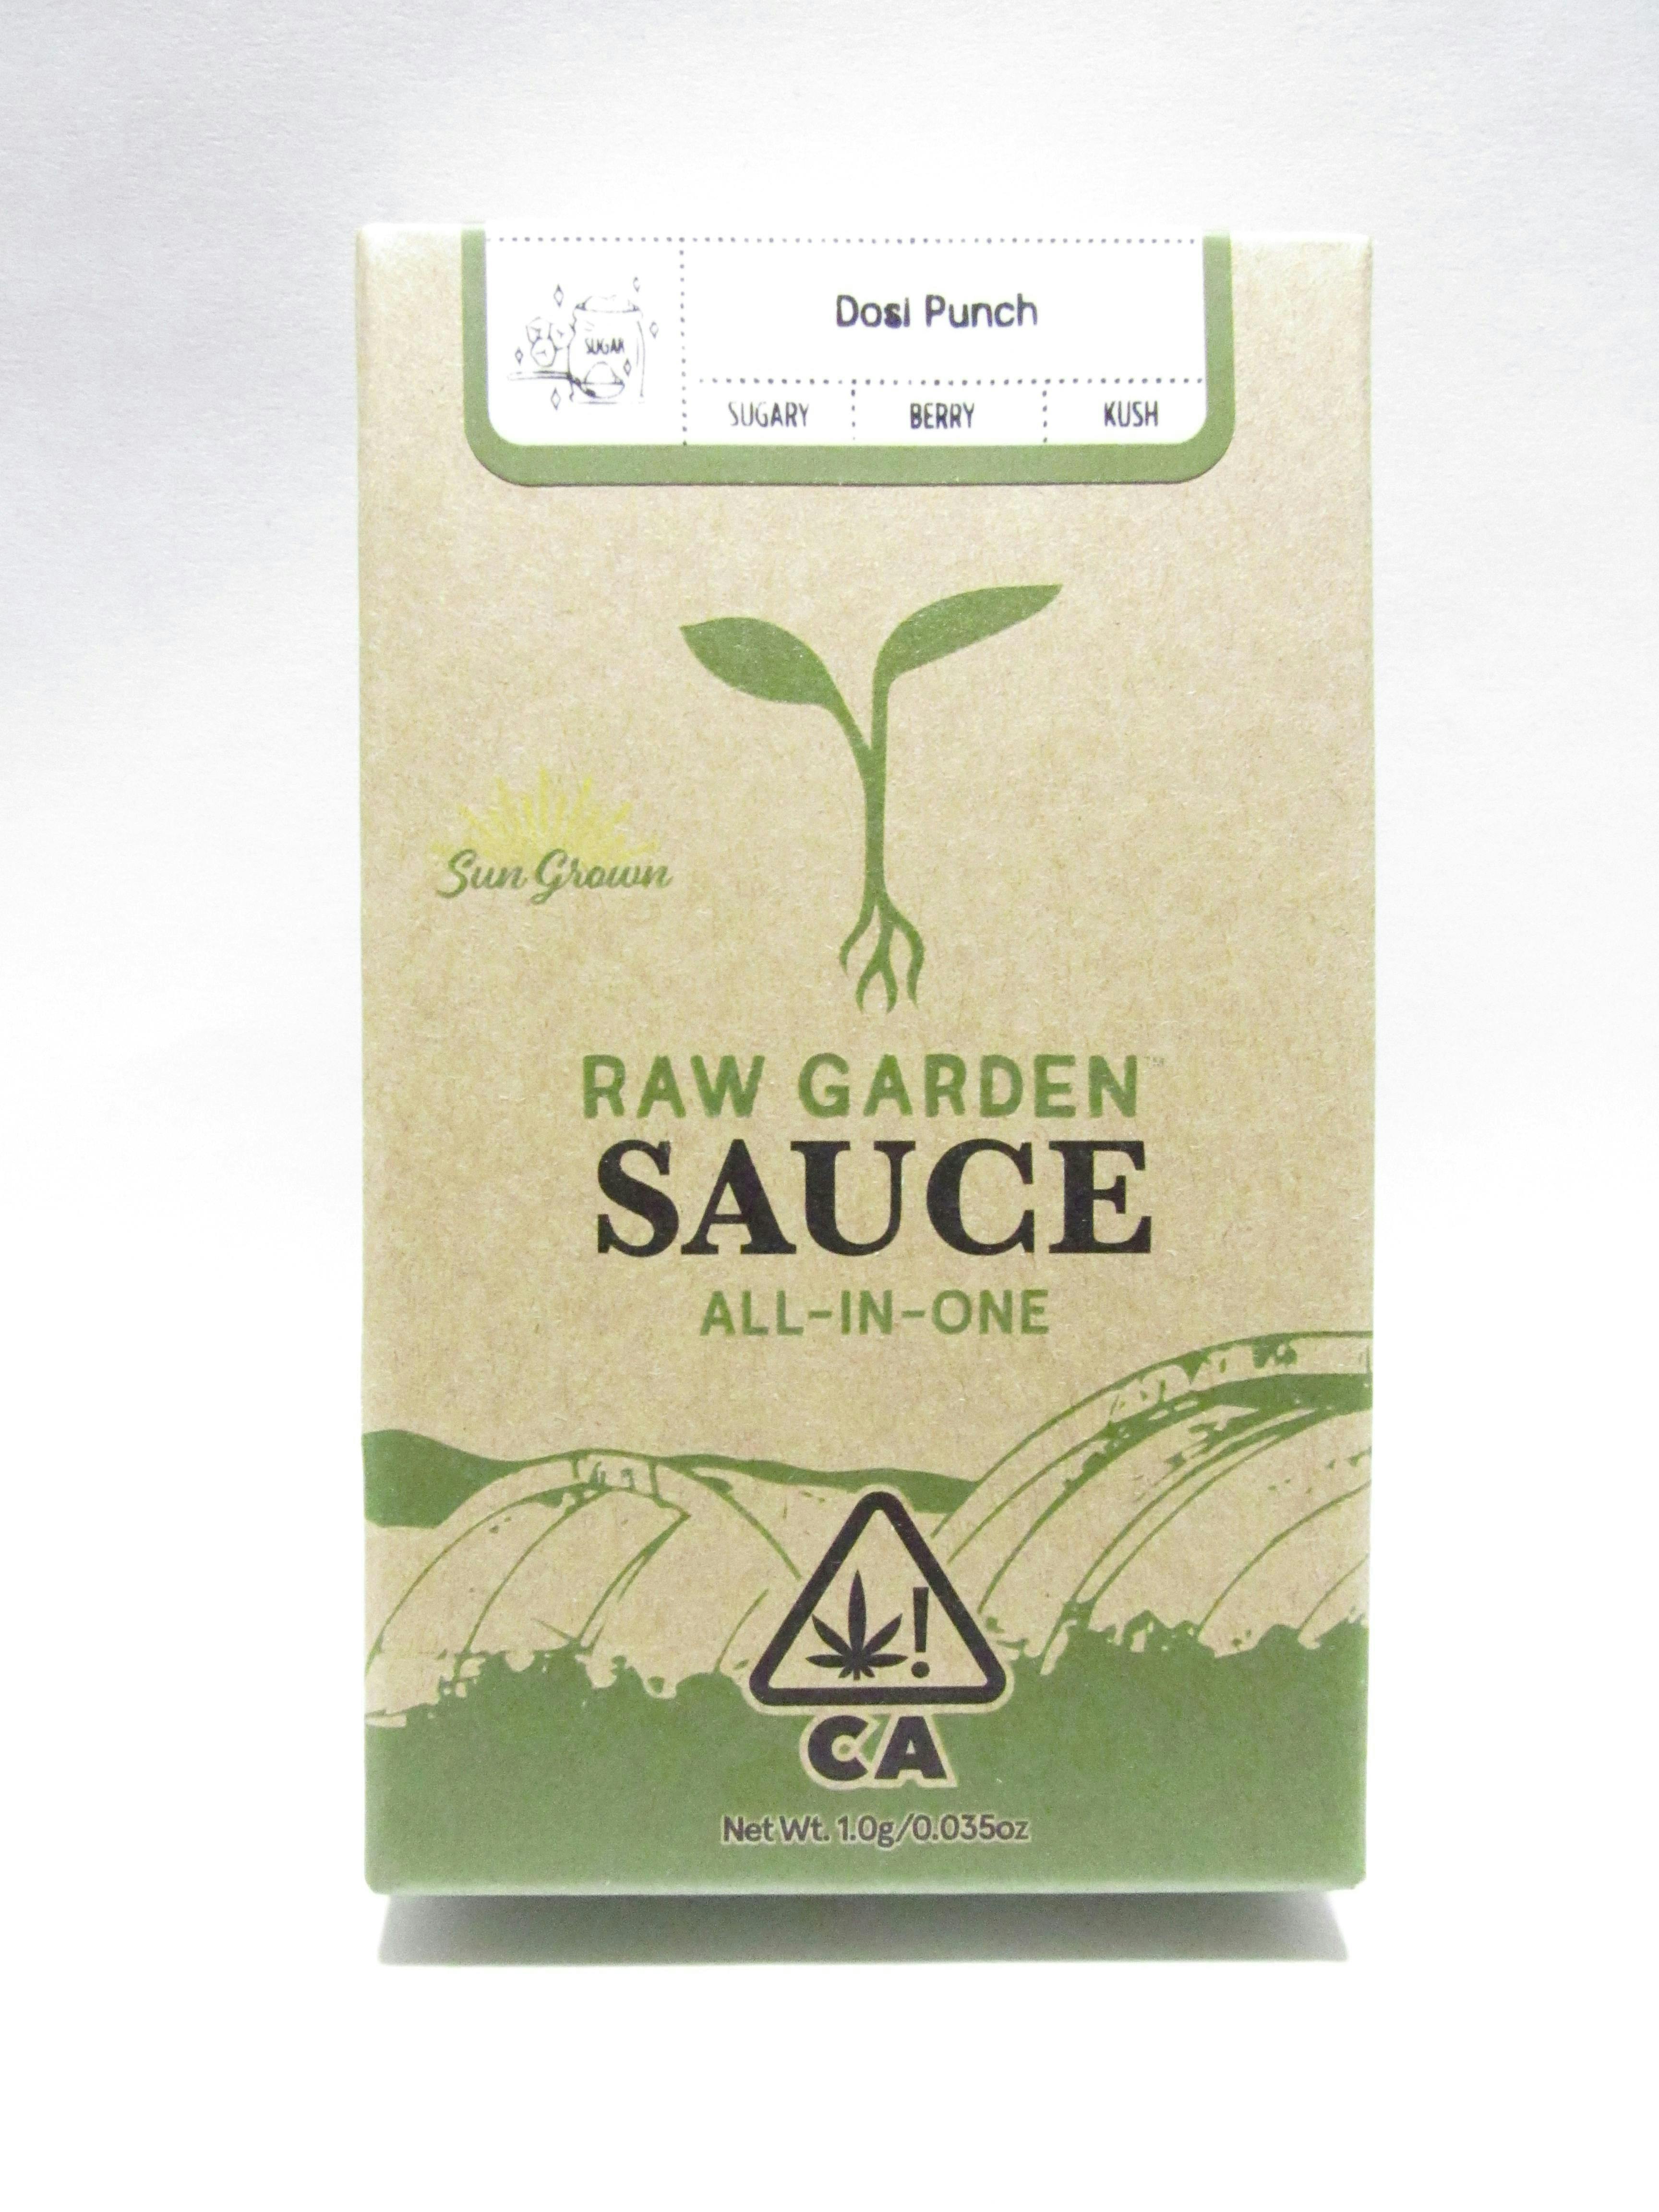 Dosi Punch
SUGAR
SUGARY BERRY KUSH
Sun Grown
RAW GARDEN™
SAUCE
ALL-IN-ONE
!
CA
Net Wt. 1.0g/0.035oz